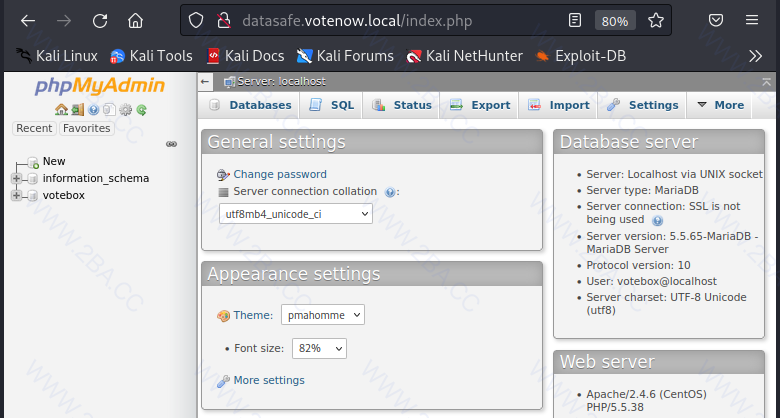 datasafe.votenow.local/index.php 80%
Kali Linux Kali Tools Kali Docs Kali Forums Kali NetHunter Exploit-DB
phpMyAdmin
Recent Favorites
New
information_schema
votebox
Server: localhost
Databases SQL Status Export Import Settings More
General settings
Change password
Server connection collation :
utf8mb4_unicode_ci
Appearance settings
Theme: pmahomme
Font size: 82%
More settings
Database server
Server: Localhost via UNIX socket
Server type: MariaDB
Server connection: SSL is not
being used
Server version: 5.5.65-MariaDB -
MariaDB Server
Protocol version: 10
User: votebox@localhost
Server charset: UTF-8 Unicode
(utf8)
Web server
Apache/2.4.6 (CentOS)
PHP/5.5.38
WWW.2BA.CC